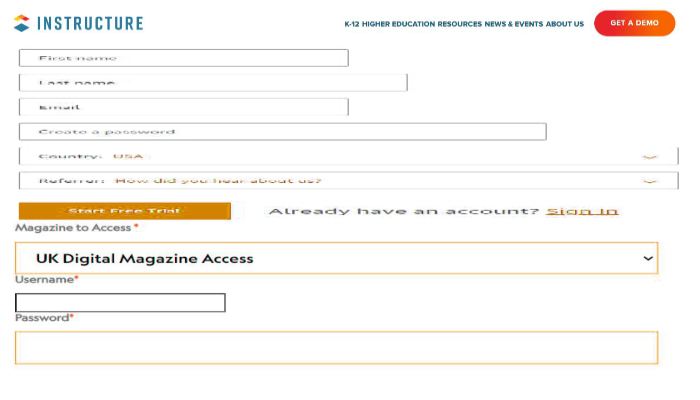 INSTRUCTURE
K-12 HIGHER EDUCATION RESOURCES NEWS & EVENTS ABOUT US GET A DEMO
First name
Last name
Email
Create a password
Country: USA
Referrer: How did you hear about us?
Start Free Trial Already have an account? Sign In
Magazine to Access *
UK Digital Magazine Access
Username*
Password*